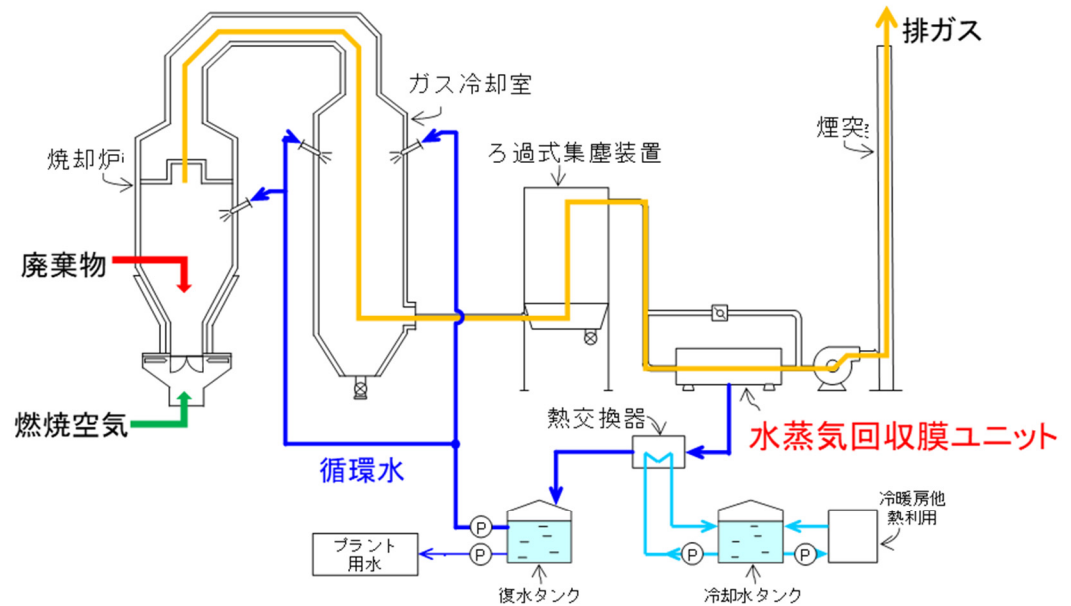 排ガス
ガス冷却室
煙突
焼却炉
ろ過式集塵装置
廃棄物
燃焼空気
熱交換器
水蒸気回収膜ユニット
循環水
冷暖房他
熱利用
P
P
P
P
プラント
用水
復水タンク
冷却水タンク